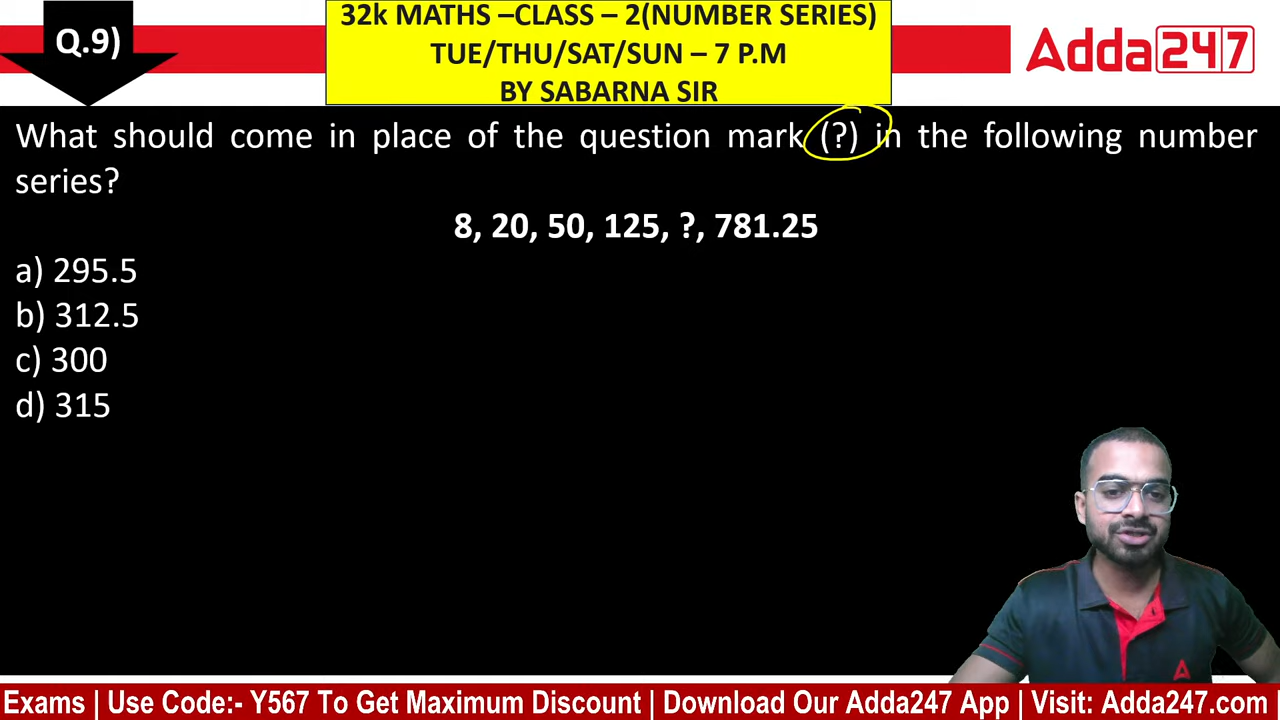 Q.9)
32k MATHS –CLASS – 2(NUMBER SERIES)
TUE/THU/SAT/SUN – 7 P.M
BY SABARNA SIR
Adda247
What should come in place of the question mark (?) in the following number
series?
8, 20, 50, 125, ?, 781.25
a) 295.5
b) 312.5
c) 300
d) 315
Exams | Use Code:- Y567 To Get Maximum Discount | Download Our Adda247 App | Visit: Adda247.com